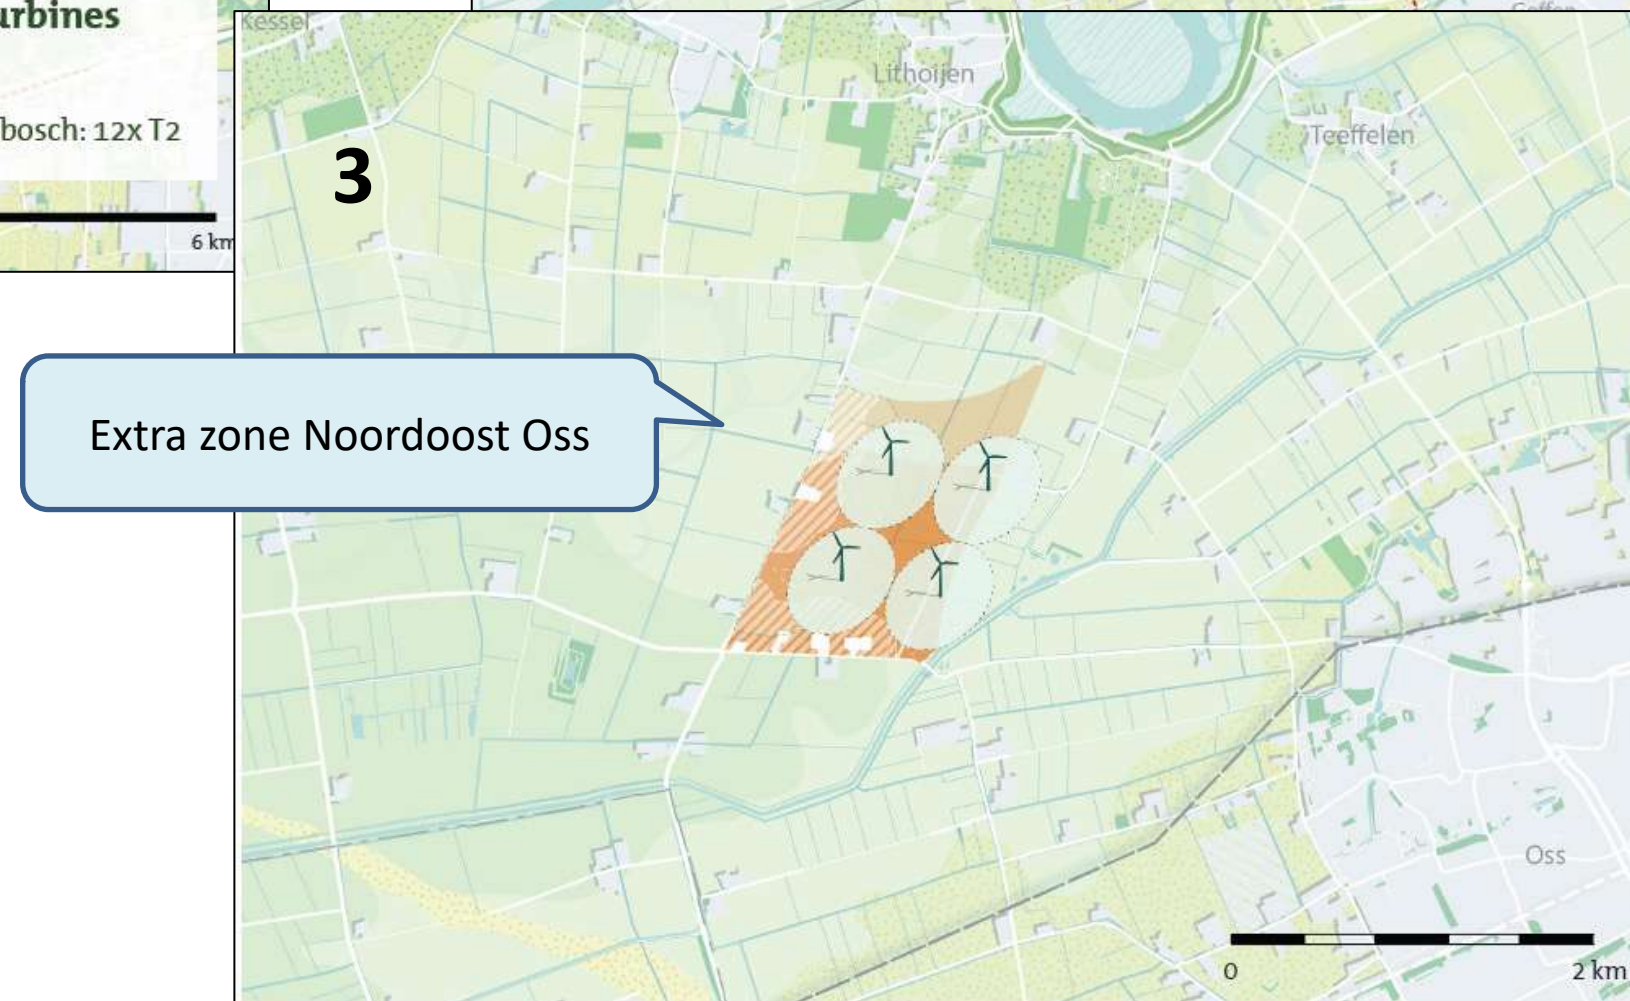 urbines
bosch: 12x T2
6 km
Kessel
Lithoijen
Teeffelen
3
Extra zone Noordoost Oss
Oss
0
2 km